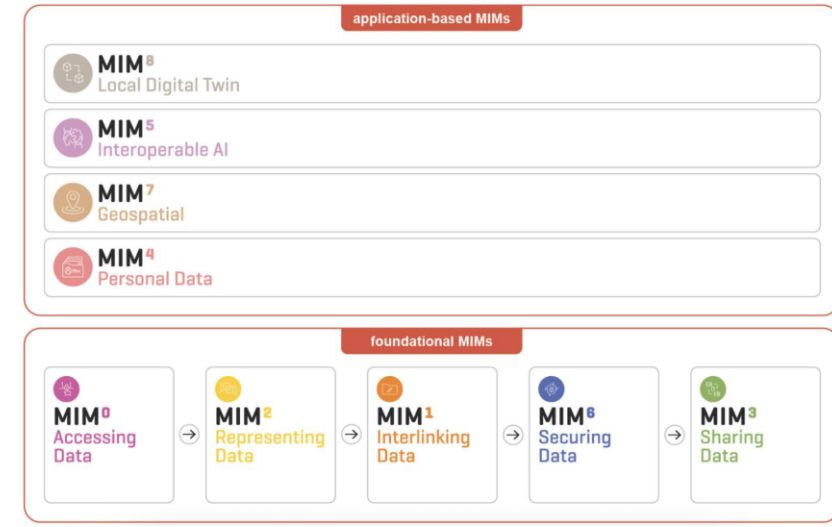 application-based MIMs
MIM⁸
Local Digital Twin
MIM⁵
Interoperable AI
MIM⁷
Geospatial
MIM⁴
Personal Data
foundational MIMs
MIM⁰
Accessing
Data
MIM²
Representing
Data
MIM¹
Interlinking
Data
MIM⁶
Securing
Data
MIM³
Sharing
Data